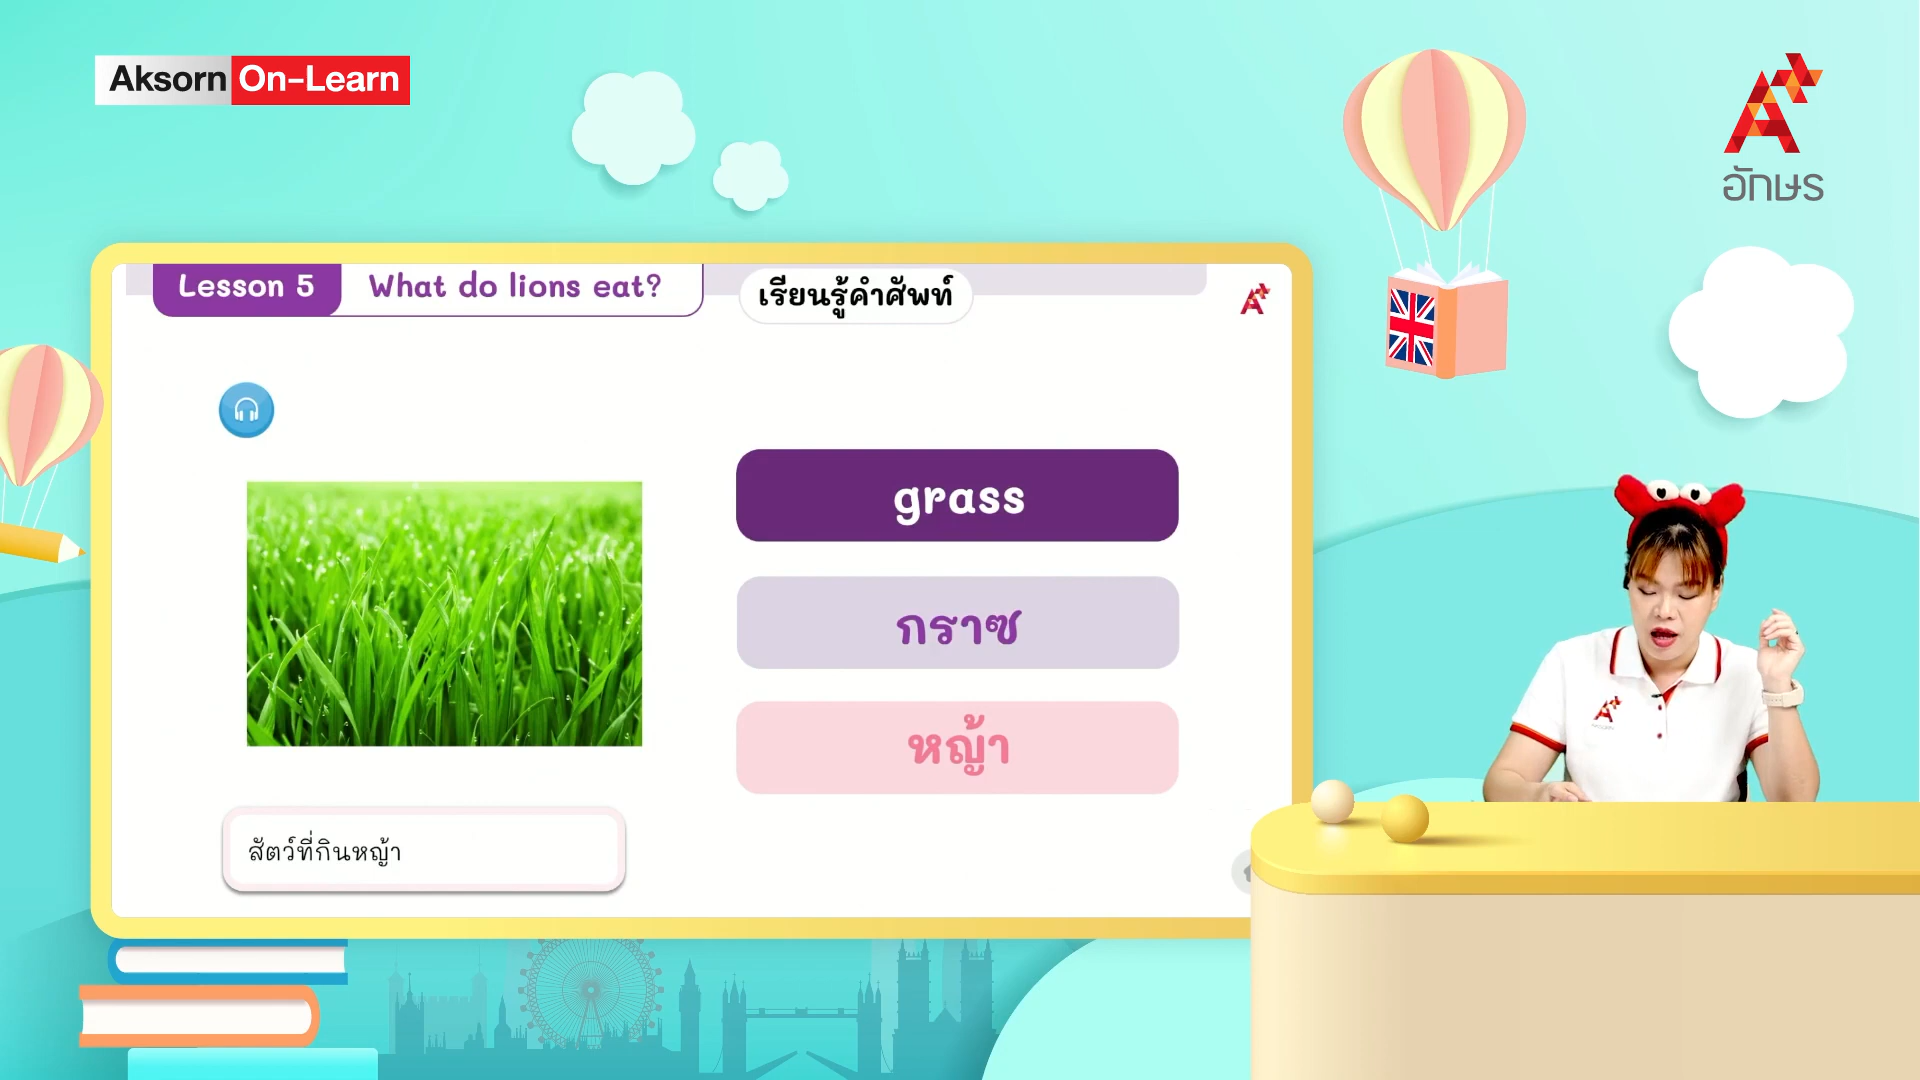 Aksorn On-Learn
อักษร
Lesson 5 What do lions eat? เรียนรู้คำศัพท์
grass
กราซ
หญ้า
สัตว์ที่กินหญ้า